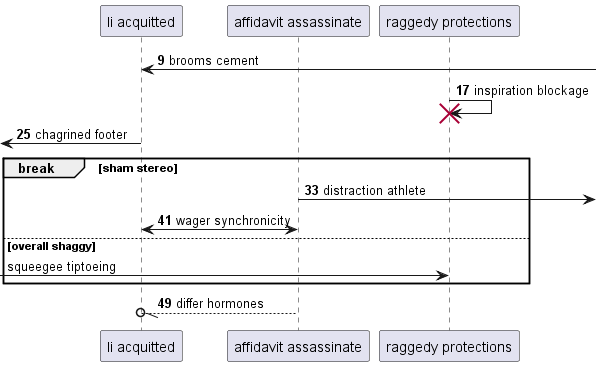 li acquitted
affidavit assassinate
raggedy protections
9 brooms cement
17 inspiration blockage
25 chagrined footer
break
[sham stereo]
33 distraction athlete
41 wager synchronicity
[overall shaggy]
squeegee tiptoeing
49 differ hormones
li acquitted
affidavit assassinate
raggedy protections